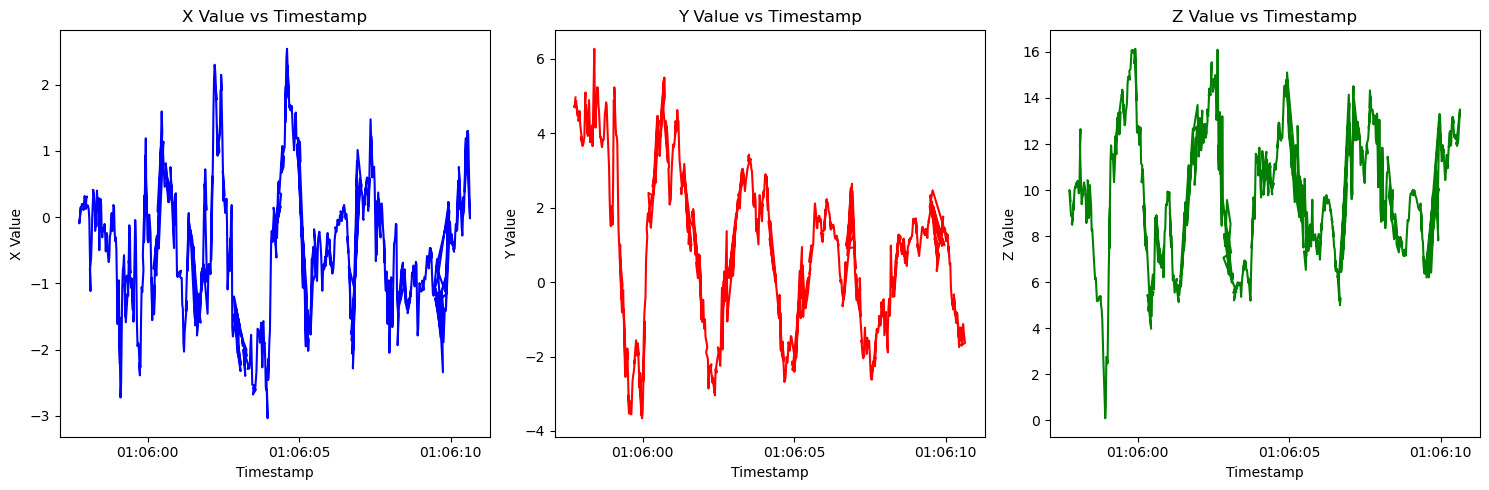 X Value vs Timestamp
X Value
2
1
0
−1
−2
−3
01:06:00 01:06:05 01:06:10
Timestamp
Y Value vs Timestamp
Y Value
6
4
2
0
−2
−4
01:06:00 01:06:05 01:06:10
Timestamp
Z Value vs Timestamp
Z Value
16
14
12
10
8
6
4
2
0
01:06:00 01:06:05 01:06:10
Timestamp